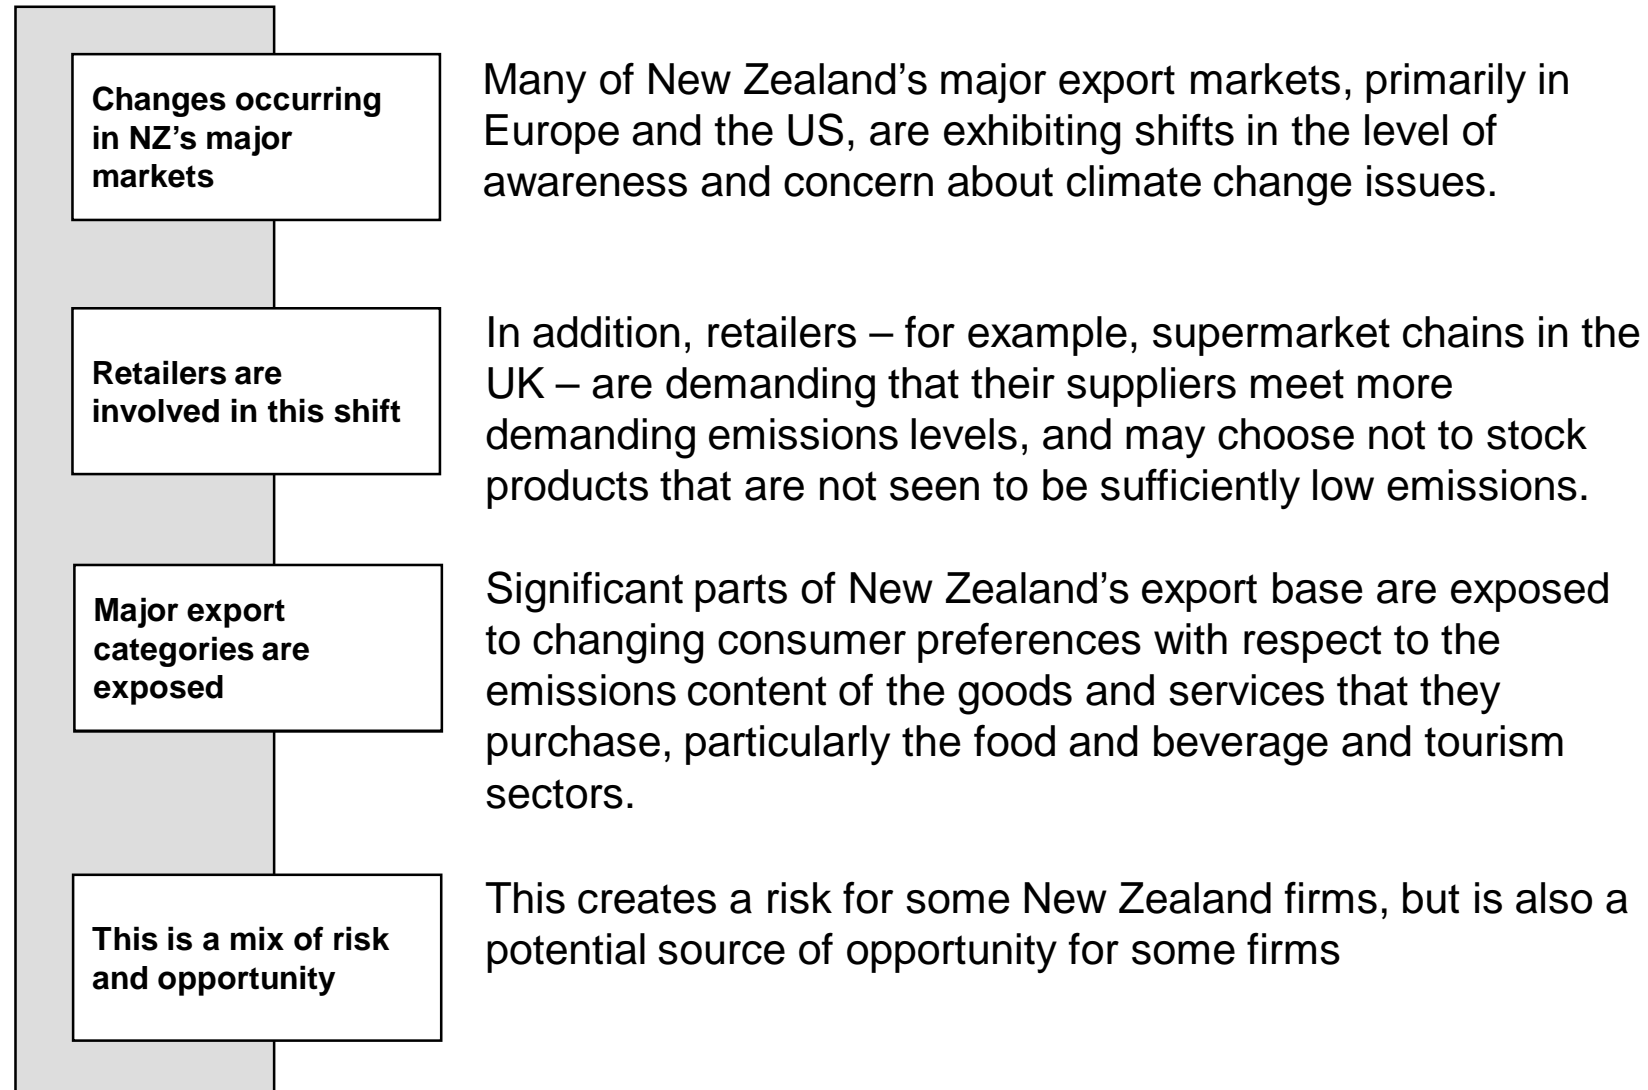 Changes occurring
in NZ’s major
markets
Many of New Zealand’s major export markets, primarily in
Europe and the US, are exhibiting shifts in the level of
awareness and concern about climate change issues.
Retailers are
involved in this shift
In addition, retailers – for example, supermarket chains in the
UK – are demanding that their suppliers meet more
demanding emissions levels, and may choose not to stock
products that are not seen to be sufficiently low emissions.
Major export
categories are
exposed
Significant parts of New Zealand’s export base are exposed
to changing consumer preferences with respect to the
emissions content of the goods and services that they
purchase, particularly the food and beverage and tourism
sectors.
This is a mix of risk
and opportunity
This creates a risk for some New Zealand firms, but is also a
potential source of opportunity for some firms